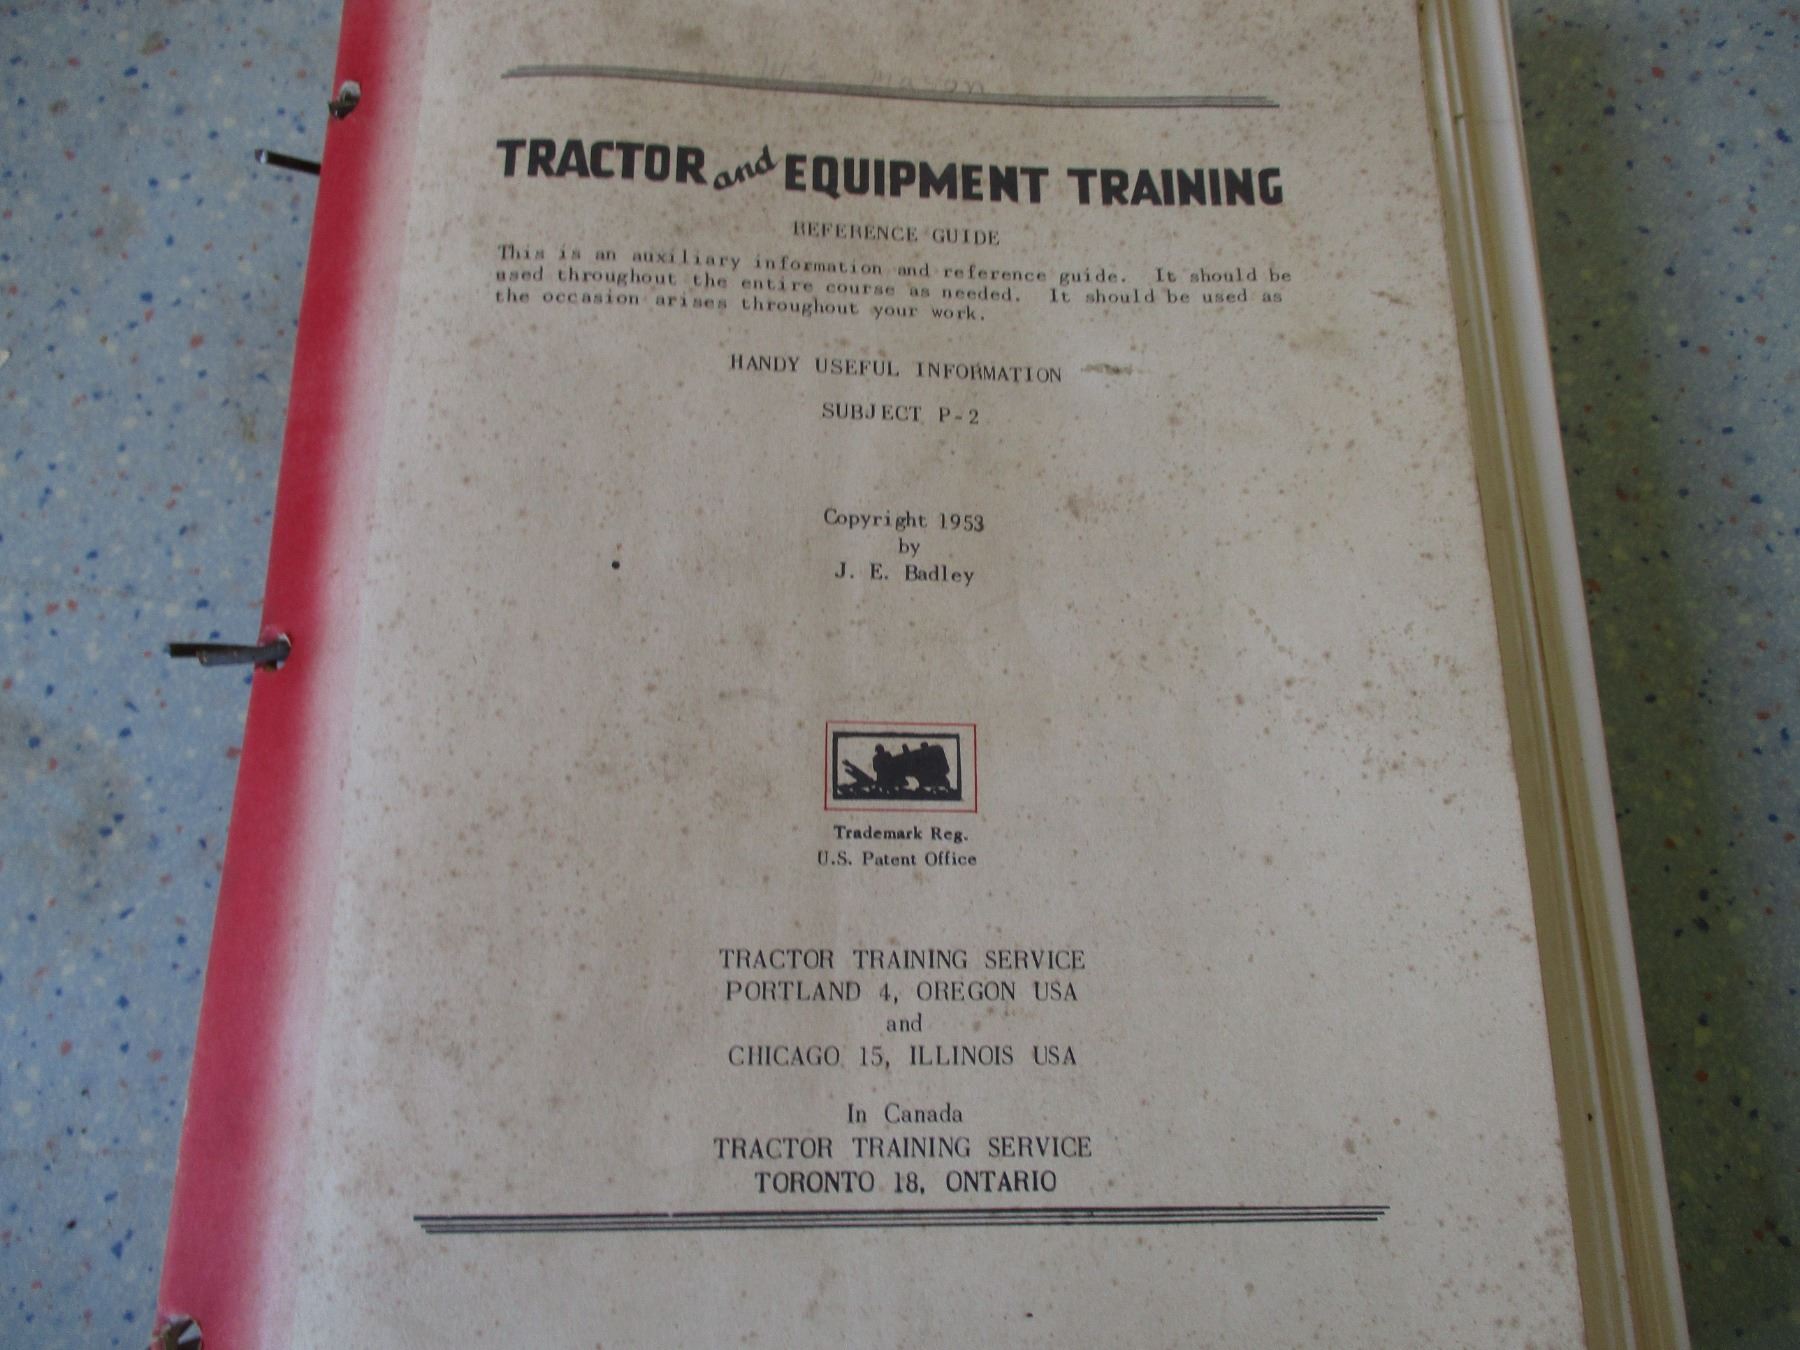 TRACTOR and EQUIPMENT TRAINING
REFERENCE GUIDE
This is an auxiliary information and reference guide. It should be
used throughout the entire course as needed. It should be used as
the occasion arises throughout your work.
HANDY USEFUL INFORMATION
SUBJECT P-2
Copyright 1953
by
J. E. Badley
Trademark Reg.
U.S. Patent Office
TRACTOR TRAINING SERVICE
PORTLAND 4, OREGON USA
and
CHICAGO 15, ILLINOIS USA
In Canada
TRACTOR TRAINING SERVICE
TORONTO 18, ONTARIO